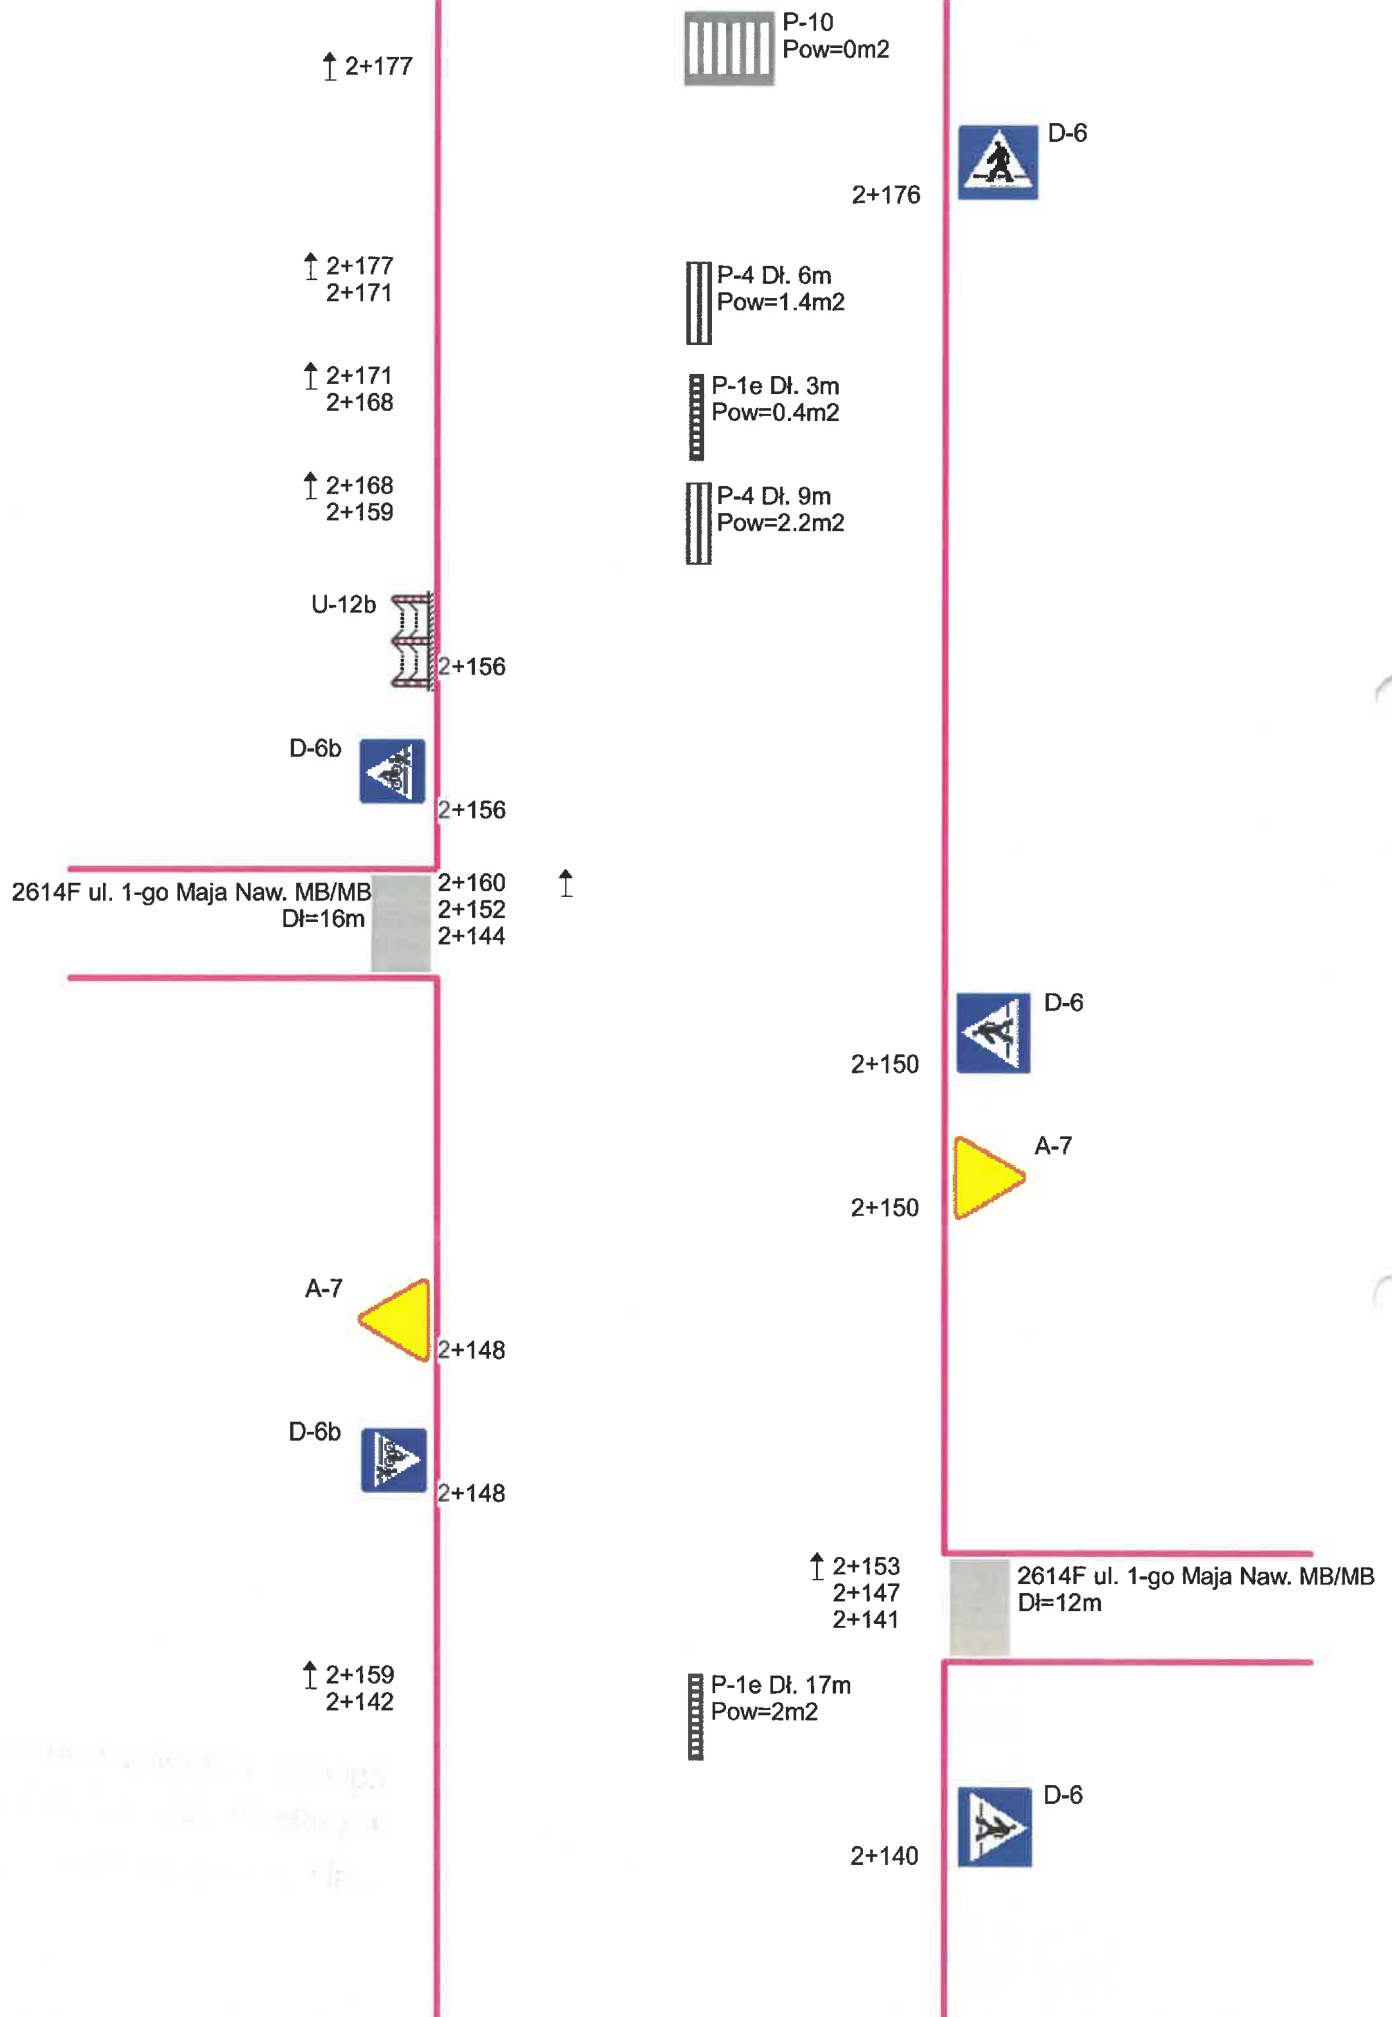 P-10
Pow=0m2
2+177
D-6
2+176
2+177
2+171
P-4 Dł. 6m
Pow=1.4m2
2+171
2+168
P-1e Dł. 3m
Pow=0.4m2
2+168
2+159
P-4 Dł. 9m
Pow=2.2m2
U-12b
2+156
D-6b
2+156
2614F ul. 1-go Maja Naw. MB/MB
Dł=16m
2+160
2+152
2+144
D-6
2+150
A-7
2+150
A-7
2+148
D-6b
2+148
2+153
2+147
2+141
2614F ul. 1-go Maja Naw. MB/MB
Dł=12m
2+159
2+142
P-1e Dł. 17m
Pow=2m2
D-6
2+140